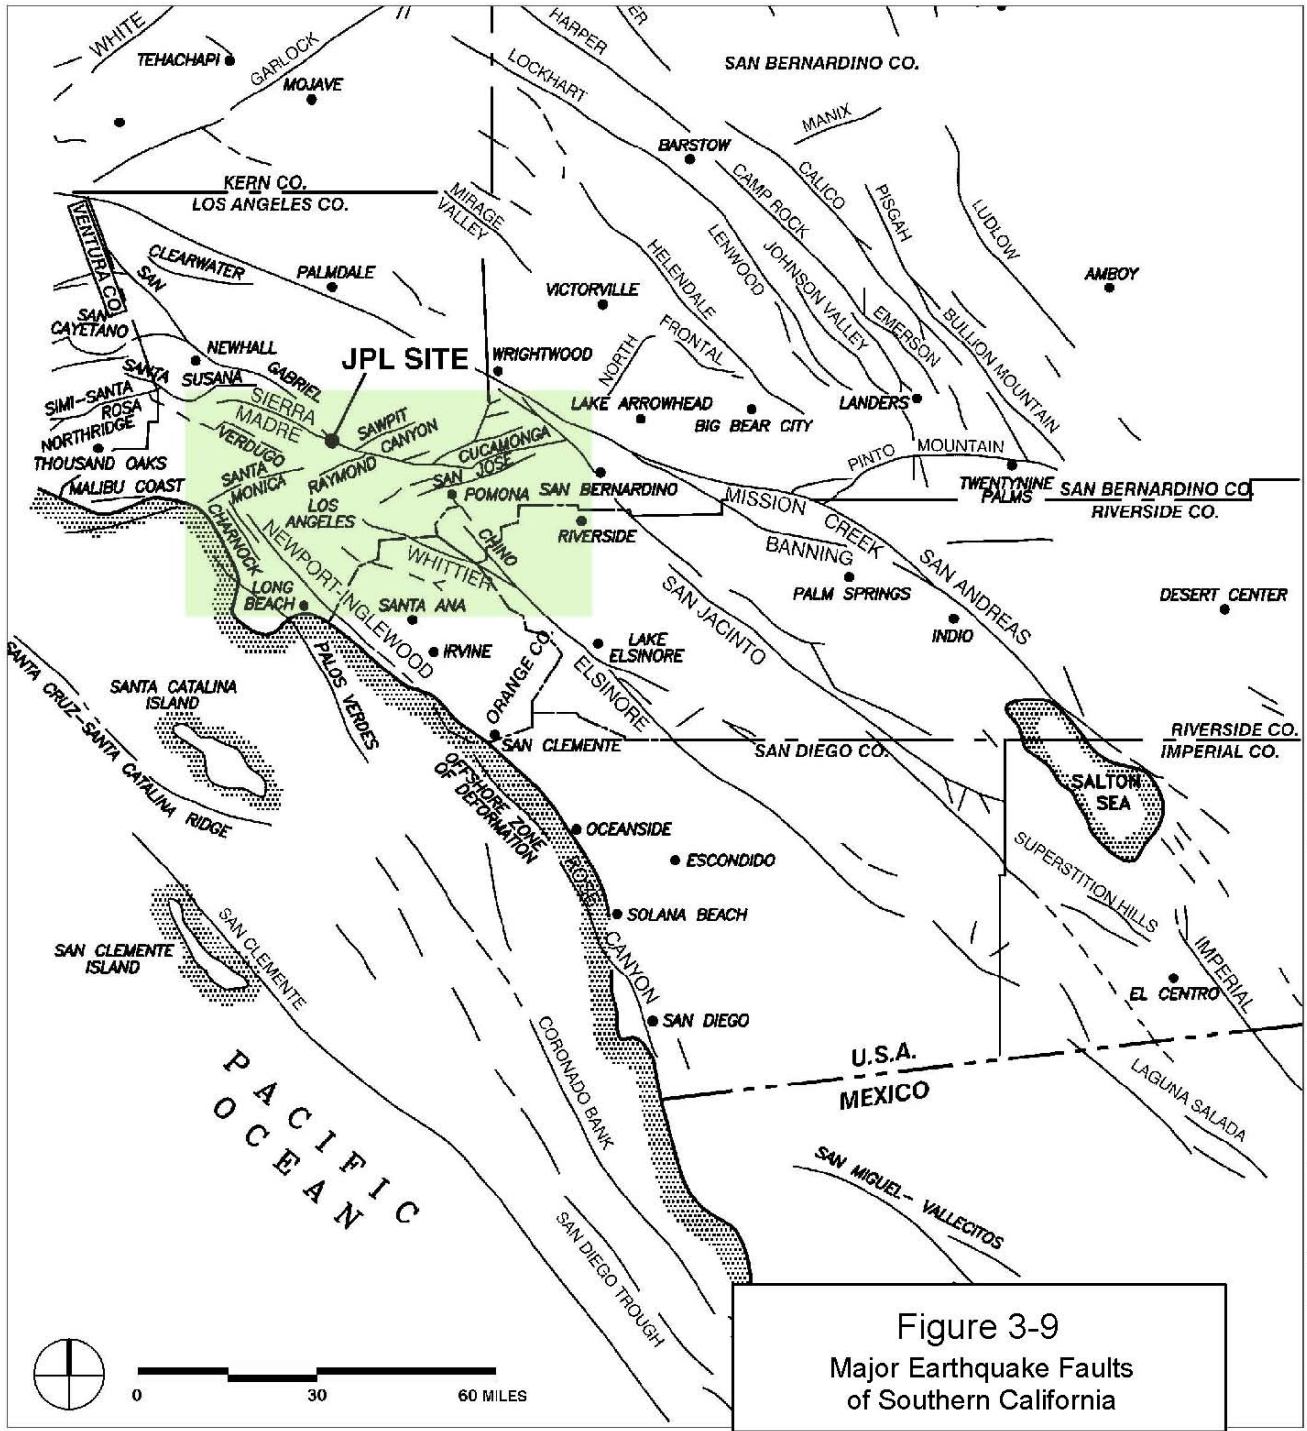 WHITE
TEHACHAPI
GARLOCK
MOJAVE
HARPER
ER
LOCKHART
SAN BERNARDINO CO.
MANIX
BARSTOW
CAMP ROCK
CALICO
PISGAH
LUDLOW
KERN CO.
LOS ANGELES CO.
MIRAGE
VALLEY
VENTURA CO
CLEARWATER
SAN
PALMDALE
VICTORVILLE
HELENDALE
LENWOOD
JOHNSON VALLEY
EMERSON
BULLION MOUNTAIN
AMBOY
SAN
CAYETANO
NEWHALL
GABRIEL
JPL SITE
WRIGHTWOOD
NORTH
FRONTAL
SANTA
SUSANA
SIMI-SANTA
ROSA
NORTHRIDGE
THOUSAND OAKS
MALIBU COAST
SIERRA
MADRE
VERDUGO
SAWPIT
CANYON
LAKE ARROWHEAD
BIG BEAR CITY
LANDERS
SANTA
MONICA
RAYMOND
CUCAMONGA
SAN JOSE
POMONA
SAN BERNARDINO
PINTO MOUNTAIN
TWENTYNINE
PALMS
SAN BERNARDINO CO.
RIVERSIDE CO.
LOS
ANGELES
CHARNOCK
NEWPORT-INGLEWOOD
WHITTIER
CHINO
RIVERSIDE
MISSION CREEK
BANNING
SAN ANDREAS
PALM SPRINGS
LONG
BEACH
SANTA ANA
SAN JACINTO
INDIO
DESERT CENTER
IRVINE
ORANGE CO.
LAKE
ELSINORE
ELSINORE
PALOS VERDES
SANTA CRUZ-SANTA CATALINA RIDGE
SANTA CATALINA
ISLAND
SAN CLEMENTE
SAN DIEGO CO.
RIVERSIDE CO.
IMPERIAL CO.
SALTON
SEA
OFFSHORE ZONE
OF DEFORMATION
OCEANSIDE
ESCONDIDO
ROSE CANYON
SOLANA BEACH
SUPERSTITION HILLS
IMPERIAL
EL CENTRO
SAN CLEMENTE
SAN CLEMENTE
ISLAND
SAN DIEGO
CORONADO BANK
U.S.A.
MEXICO
LAGUNA SALADA
PACIFIC
OCEAN
SAN MIGUEL-VALLECITOS
SAN DIEGO TROUGH
0 30 60 MILES
Figure 3-9
Major Earthquake Faults
of Southern California